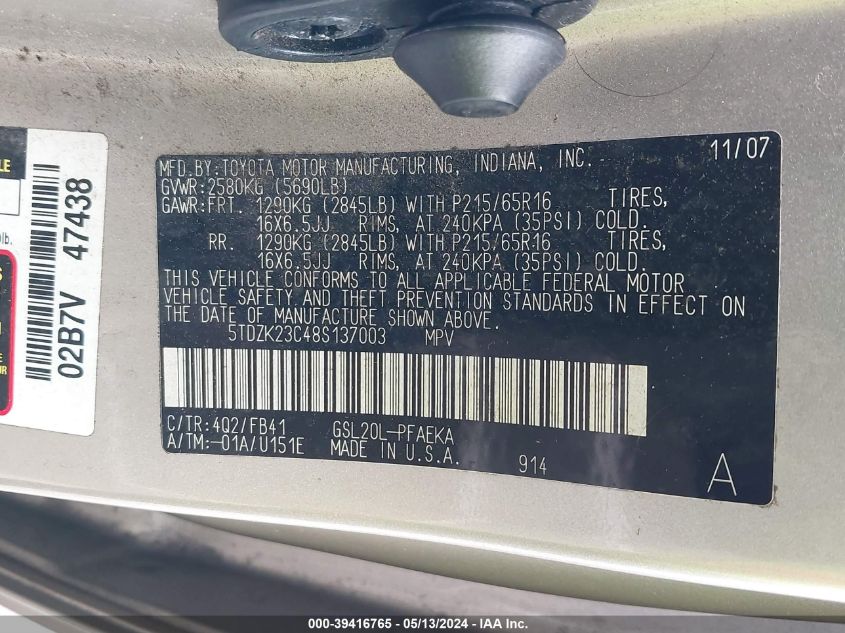 MFD.BY:TOYOTA MOTOR MANUFACTURING, INDIANA, INC. 11/07
GVWR:2580KG (5690LB)
GAWR:FRT. 1290KG (2845LB) WITH P215/65R16 TIRES,
16X6.5JJ RIMS, AT 240KPA (35PSI) COLD.
RR. 1290KG (2845LB) WITH P215/65R16 TIRES,
16X6.5JJ RIMS, AT 240KPA (35PSI) COLD.
THIS VEHICLE CONFORMS TO ALL APPLICABLE FEDERAL MOTOR
VEHICLE SAFETY AND THEFT PREVENTION STANDARDS IN EFFECT ON
THE DATE OF MANUFACTURE SHOWN ABOVE.
5TDZK23C48S137003 MPV
C/TR:4Q2/FB41 GSL20L-PFAEKA
A/TM:-01A/U151E MADE IN U.S.A. 914 A
02B7V 47438
lb.
000-39416765 - 05/13/2024 - IAA Inc.